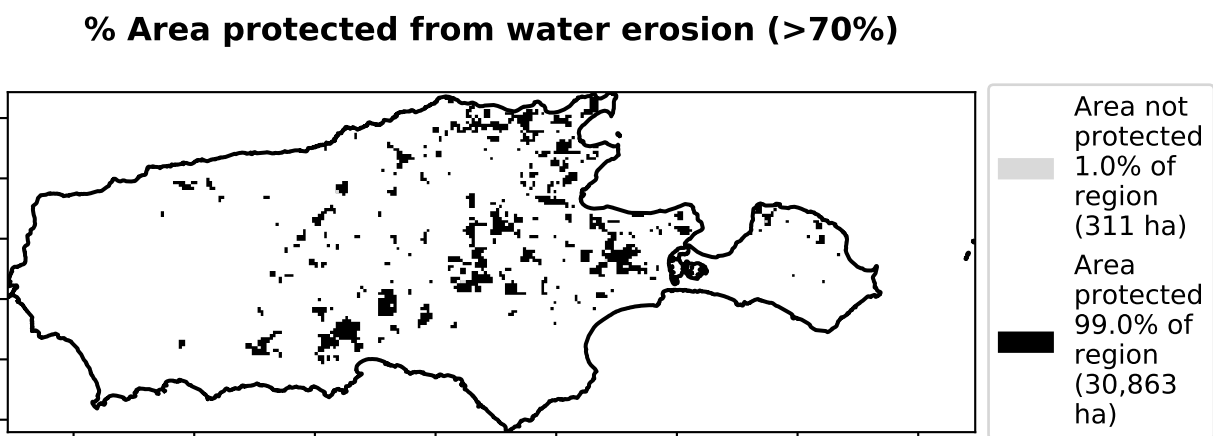 % Area protected from water erosion (>70%)
Area not
protected
1.0% of
region
(311 ha)
Area
protected
99.0% of
region
(30,863
ha)